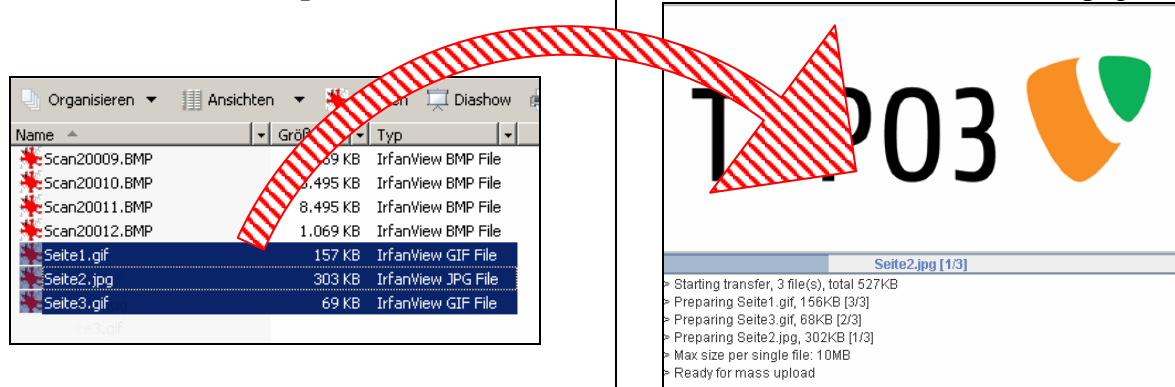 Organisieren Ansichten Diashow
Name Typ
Scan20009.BMP KB IrfanView BMP File
Scan20010.BMP .495 KB IrfanView BMP File
Scan20011.BMP 8.495 KB IrfanView BMP File
Scan20012.BMP 1.069 KB IrfanView BMP File
Seite1.gif 157 KB IrfanView GIF File
Seite2.jpg 303 KB IrfanView JPG File
Seite3.gif 69 KB IrfanView GIF File
Seite2.jpg [1/3]
> Starting transfer, 3 file(s), total 527KB
> Preparing Seite1.gif, 156KB [3/3]
> Preparing Seite3.gif, 68KB [2/3]
> Preparing Seite2.jpg, 302KB [1/3]
> Max size per single file: 10MB
> Ready for mass upload